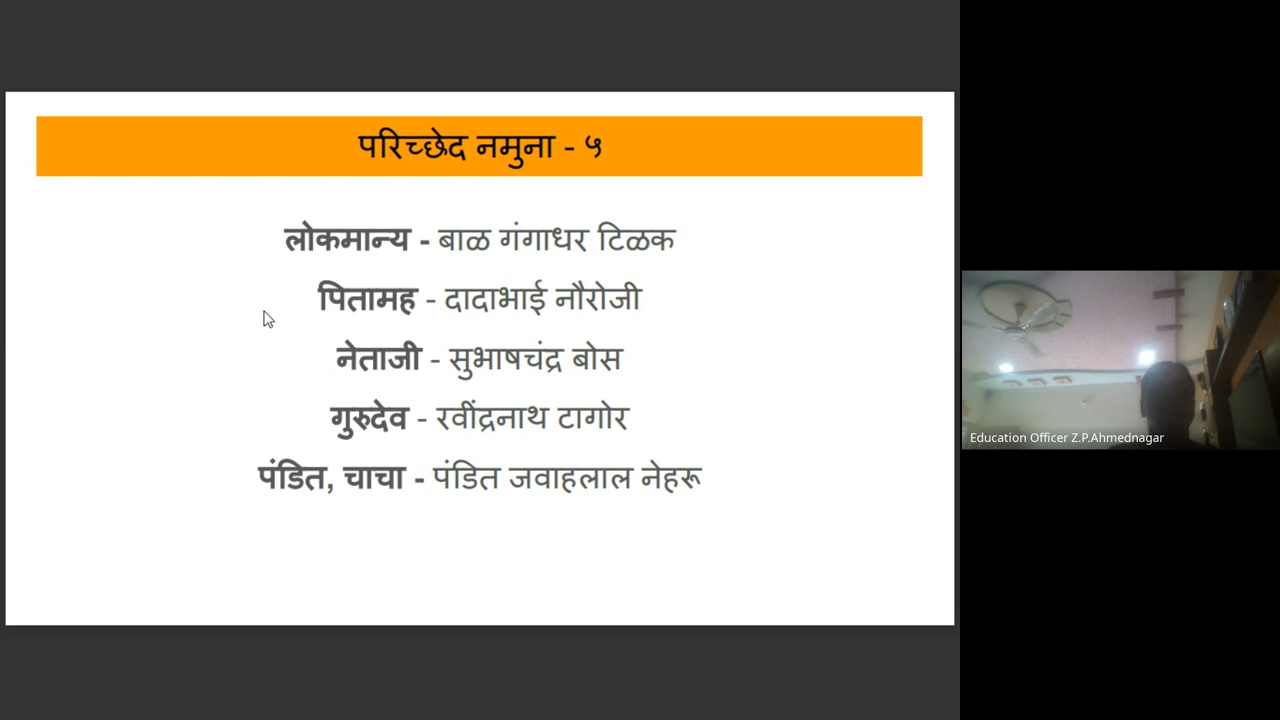 परिच्छेद नमुना - ५
लोकमान्य - बाळ गंगाधर टिळक
पितामह - दादाभाई नौरोजी
नेताजी - सुभाषचंद्र बोस
गुरुदेव - रवींद्रनाथ टागोर
पंडित, चाचा - पंडित जवाहलाल नेहरू
Education Officer Z.P.Ahmednagar